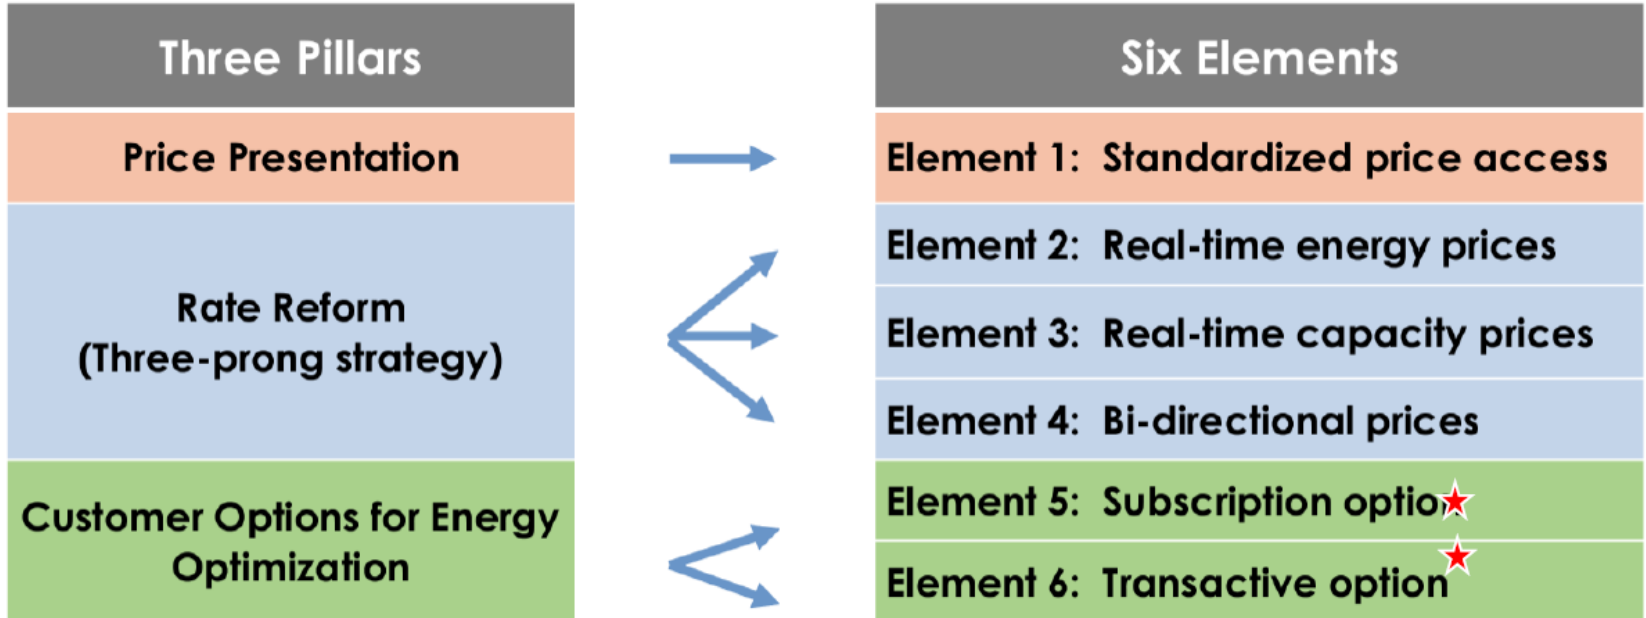 Three Pillars
Six Elements
Price Presentation
Element 1: Standardized price access
Rate Reform
(Three-prong strategy)
Element 2: Real-time energy prices
Element 3: Real-time capacity prices
Element 4: Bi-directional prices
Customer Options for Energy
Optimization
Element 5: Subscription option
Element 6: Transactive option